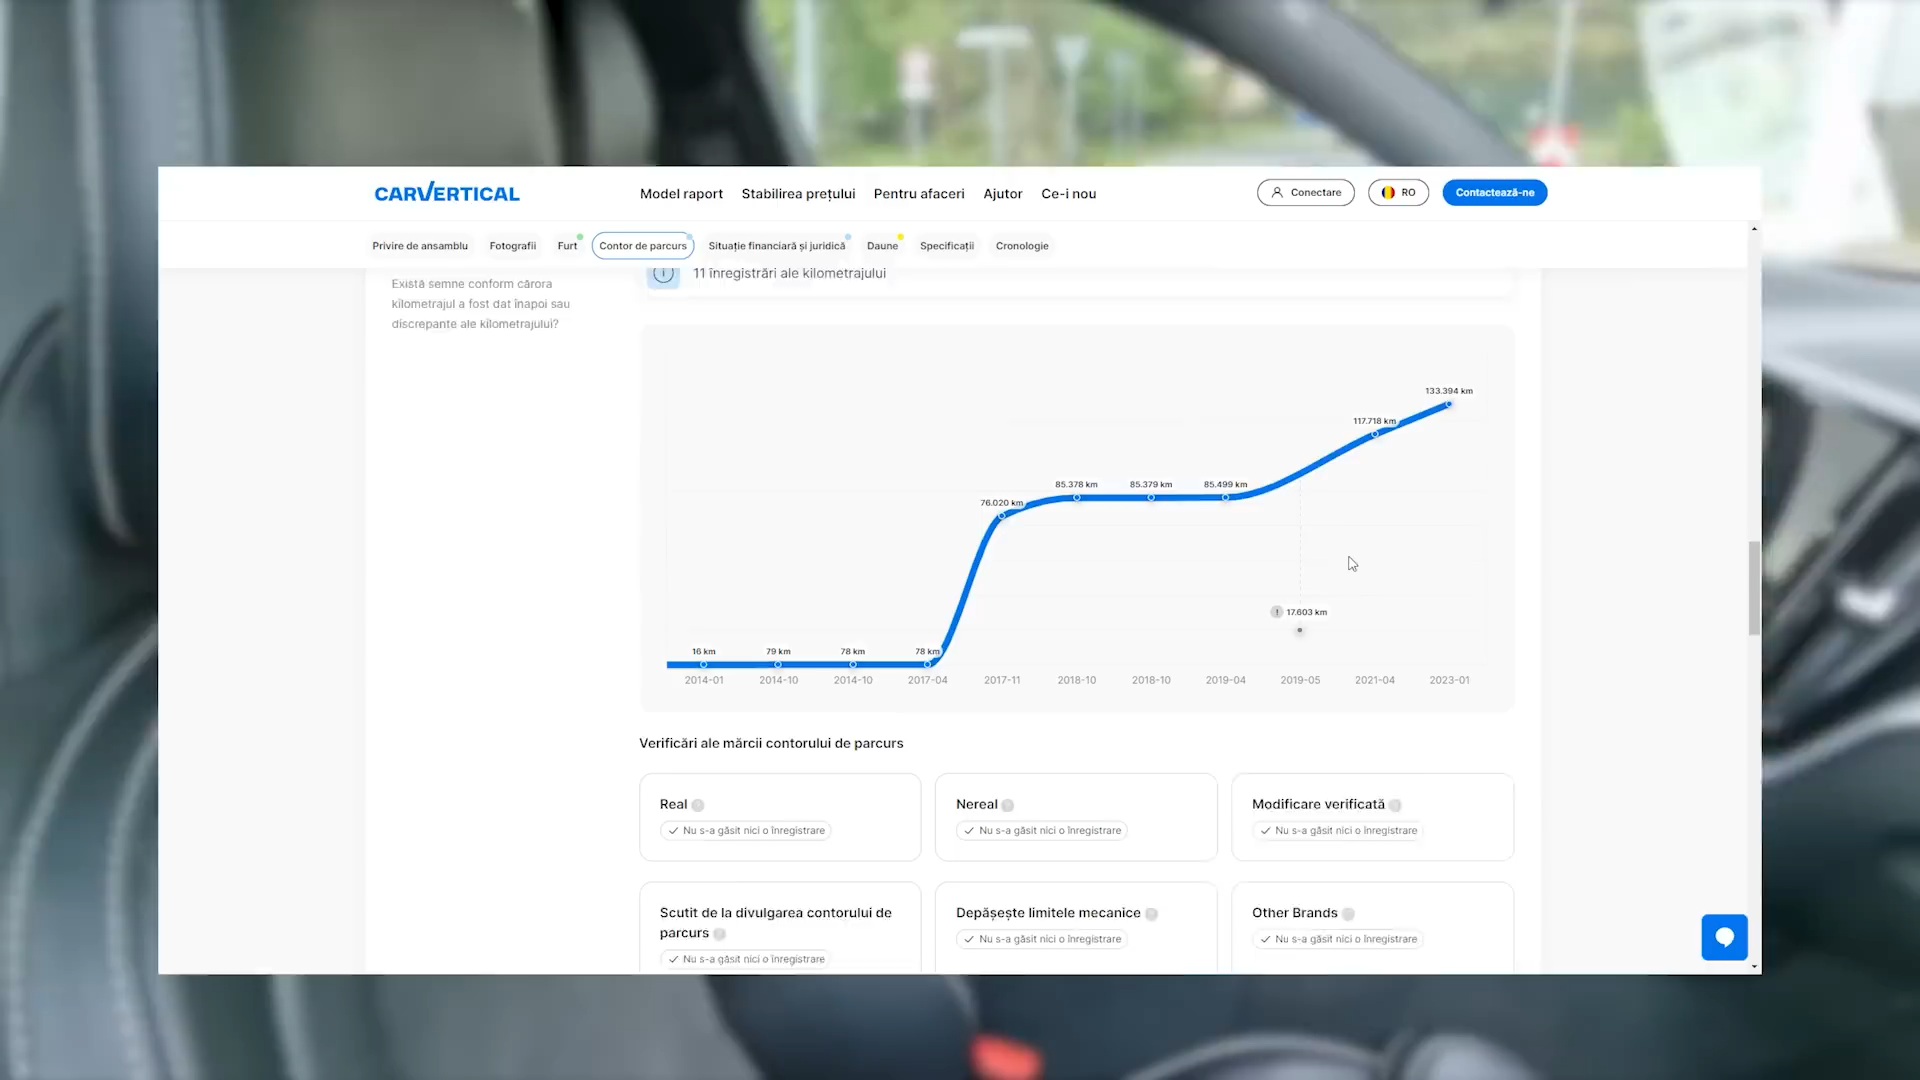 CARVERTICAL
Model raport
Stabilirea prețului
Pentru afaceri
Ajutor
Ce-i nou
Conectare
RO
Contactează-ne
Privire de ansamblu
Fotografii
Furt
Contor de parcurs
Situație financiară și juridică
Daune
Specificații
Cronologie
Există semne conform cărora
kilometrajul a fost dat înapoi sau
discrepanțe ale kilometrajului?
11 înregistrări ale kilometrajului
133.394 km
117.718 km
85.378 km
85.379 km
85.499 km
76.020 km
! 17.603 km
16 km
79 km
78 km
78 km
2014-01
2014-10
2014-10
2017-04
2017-11
2018-10
2018-10
2019-04
2019-05
2021-04
2023-01
Verificări ale mărcii contorului de parcurs
Real
Nu s-a găsit nici o înregistrare
Nereal
Nu s-a găsit nici o înregistrare
Modificare verificată
Nu s-a găsit nici o înregistrare
Scutit de la divulgarea contorului de
parcurs
Nu s-a găsit nici o înregistrare
Depășește limitele mecanice
Nu s-a găsit nici o înregistrare
Other Brands
Nu s-a găsit nici o înregistrare